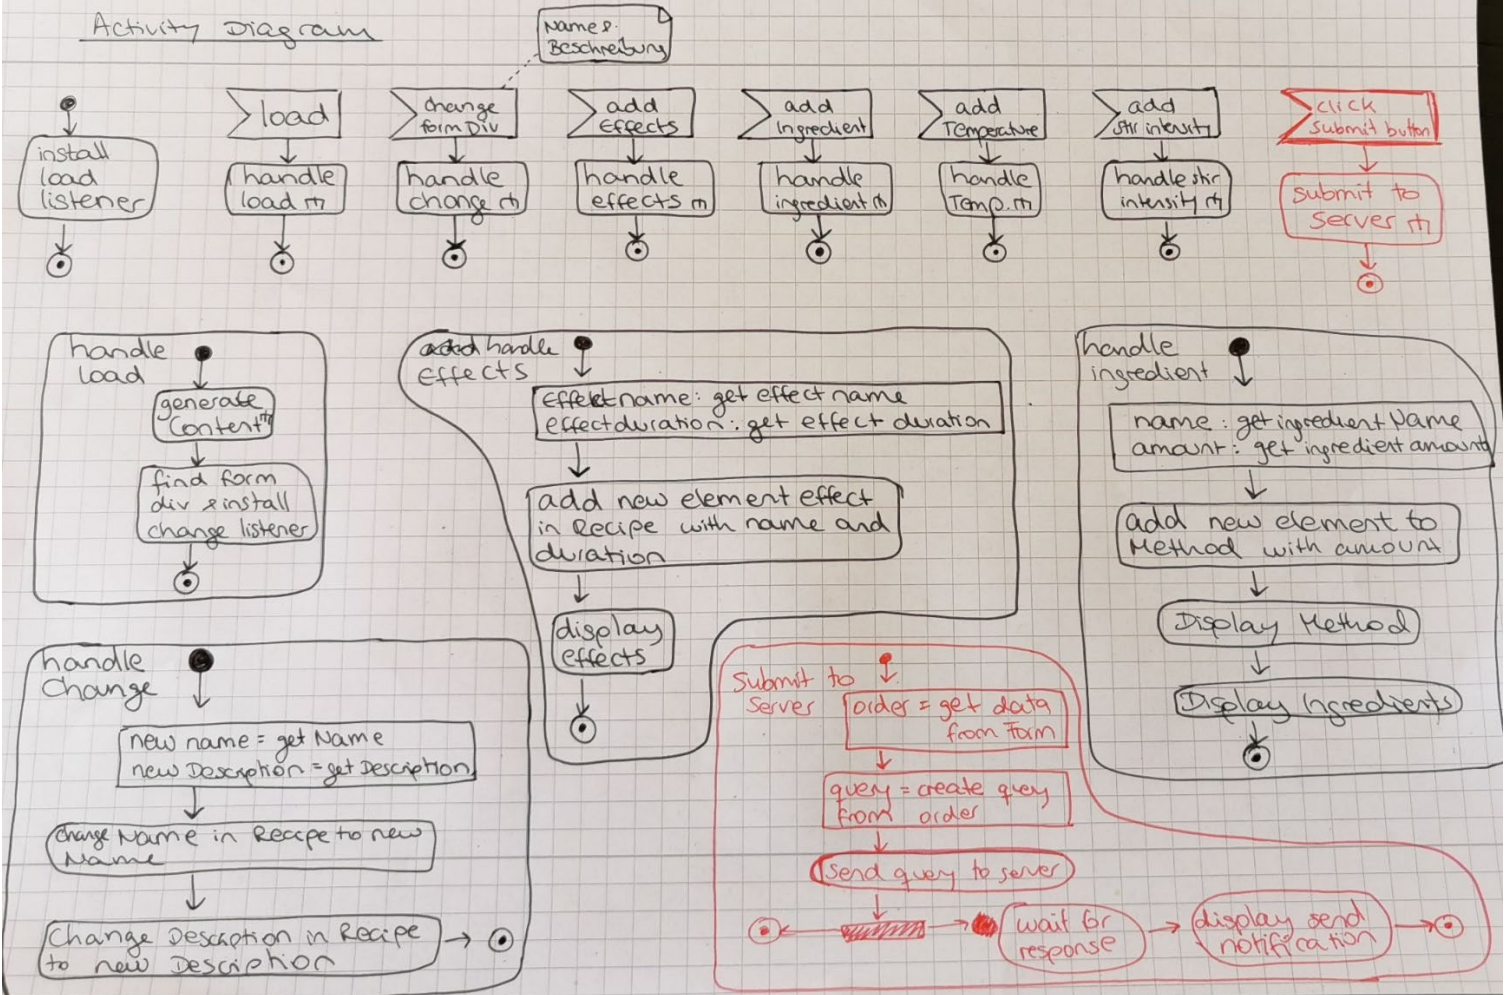 Activity Diagram
Name &
Beschreibung
install
load
listener
load
handle
load
change
formDiv
handle
change
add
Effects
handle
effects
add
Ingredient
handle
ingredient
add
Temperature
handle
Temp.
add
stir intensity
handle stir
intensity
click
submit button
submit to
Server
handle
load
generate
Content
find form
div & install
change listener
handle
effects
name: get effect name
effectduration: get effect duration
add new element effect
in Recipe with name and
duration
display
effects
handle
ingredient
name: get ingredient Name
amount: get ingredient amount
add new element to
Method with amount
Display Method
Display Ingredients
handle
Change
new name = get Name
new Description = get Description
change Name in Recipe to new
Name
Change Description in Recipe
to new Description
Submit to
Server
order = get data
from Form
query = create query
from order
send query to server
wait for
response
display send
notification